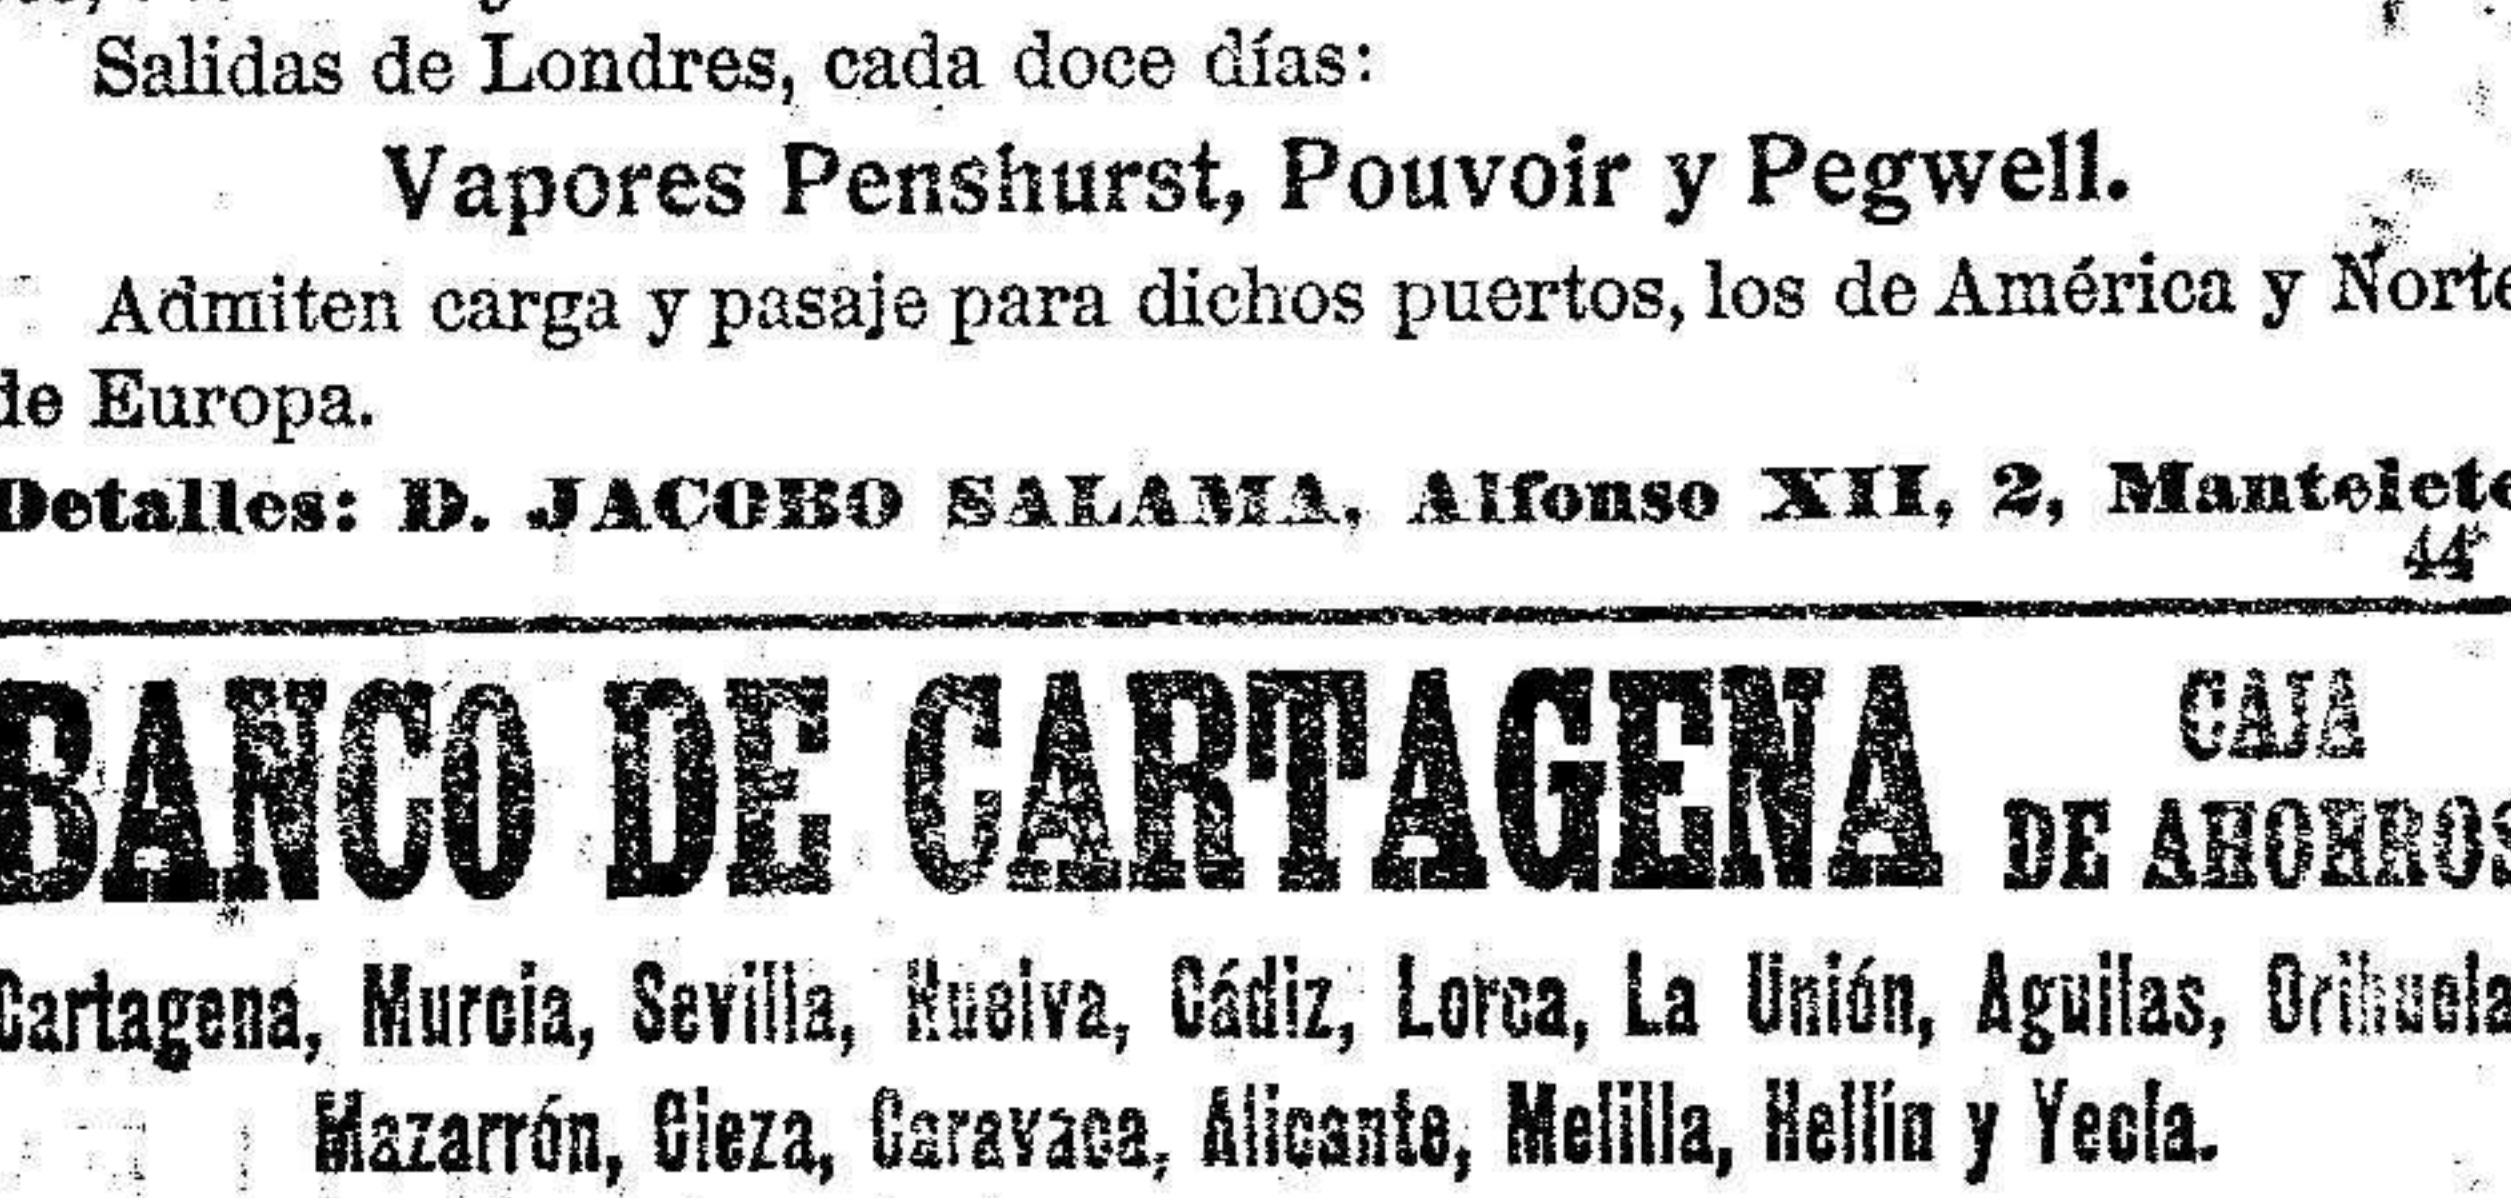 Salidas de Londres, cada doce días:
Vapores Penshurst, Pouvoir y Pegwell.
Admiten carga y pasaje para dichos puertos, los de América y Norte
de Europa.
Detalles: D. JACOBO SALAMA, Alfonso XII, 2, Mantelete
44
BANCO DE CARTAGENA
CAJA
DE AHORROS
Cartagena, Murcia, Sevilla, Huelva, Cádiz, Lorca, La Unión, Aguilas, Orihuela
Mazarrón, Cieza, Caravaca, Alicante, Melilla, Hellín y Yecla.